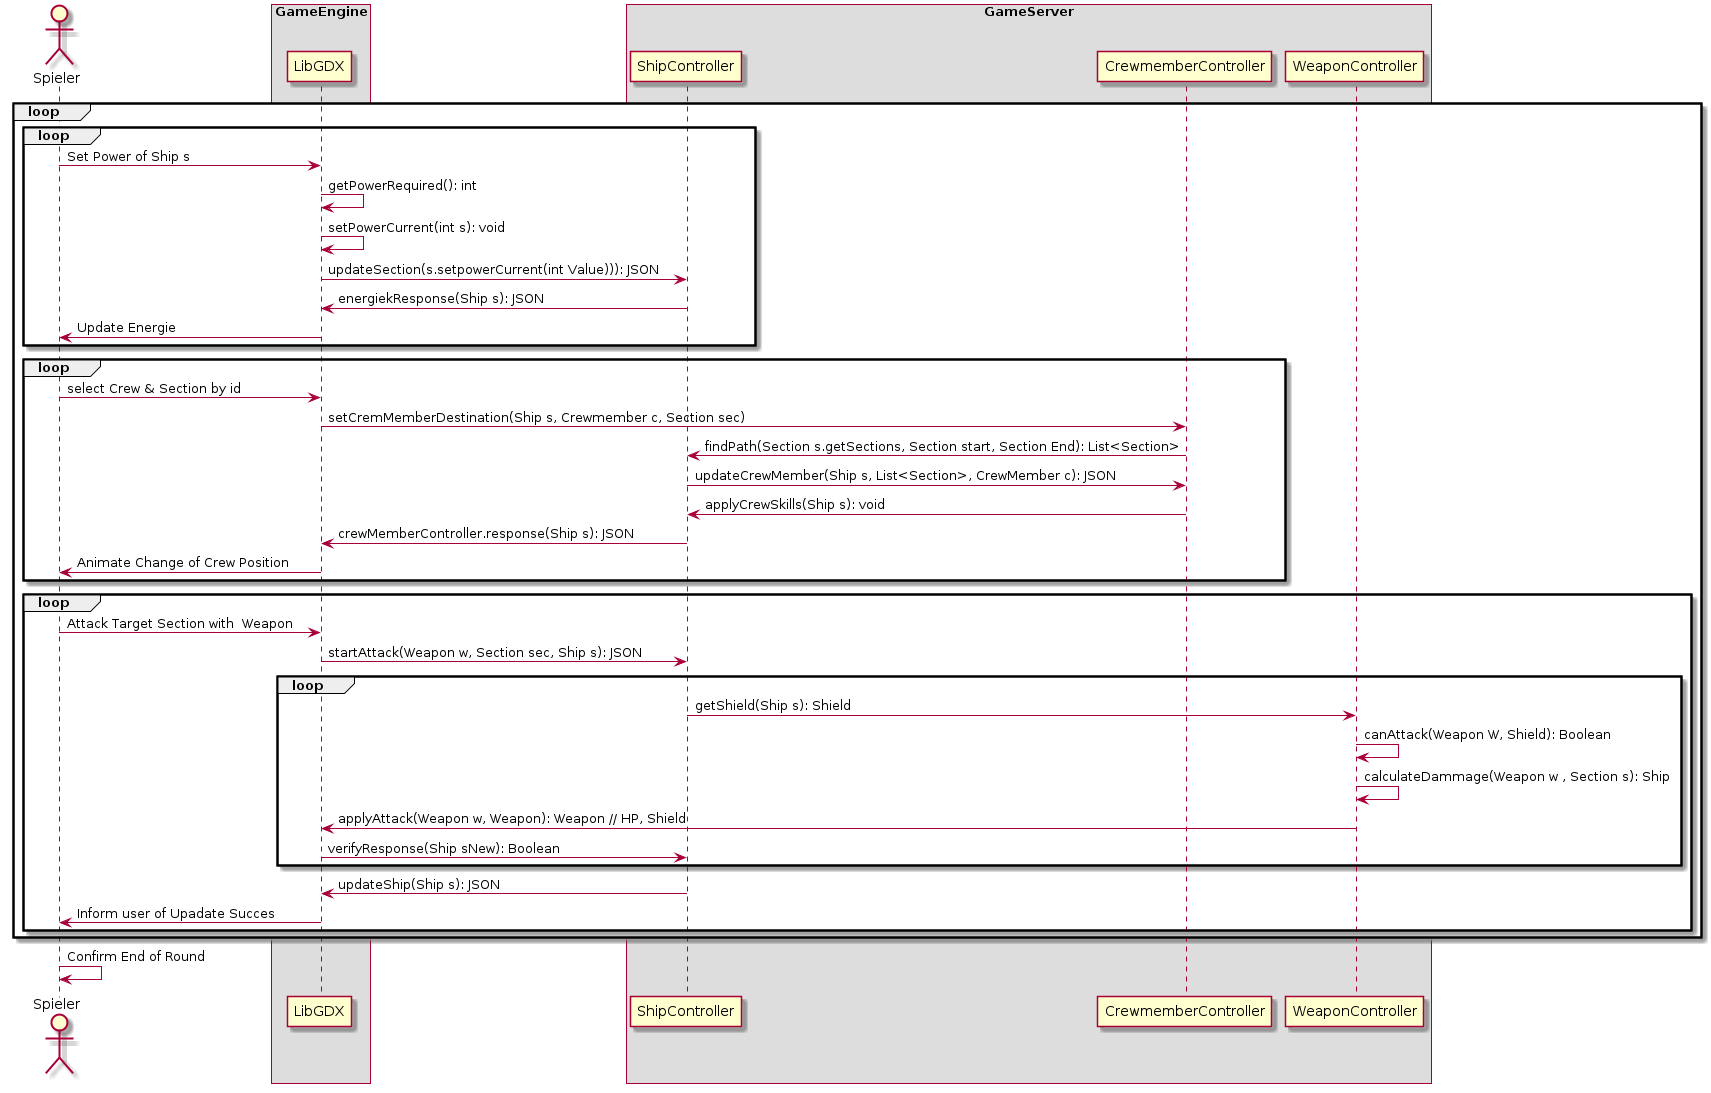 GameEngine
GameServer
Spieler
LibGDX
ShipController
CrewmemberController
WeaponController
loop
loop
Set Power of Ship s
getPowerRequired(): int
setPowerCurrent(int s): void
updateSection(s.setpowerCurrent(int Value))): JSON
energiekResponse(Ship s): JSON
Update Energie
loop
select Crew & Section by id
setCremMemberDestination(Ship s, Crewmember c, Section sec)
findPath(Section s.getSections, Section start, Section End): List<Section>
updateCrewMember(Ship s, List<Section>, CrewMember c): JSON
applyCrewSkills(Ship s): void
crewMemberController.response(Ship s): JSON
Animate Change of Crew Position
loop
Attack Target Section with  Weapon
startAttack(Weapon w, Section sec, Ship s): JSON
loop
getShield(Ship s): Shield
canAttack(Weapon W, Shield): Boolean
calculateDammage(Weapon w , Section s): Ship
applyAttack(Weapon w, Weapon): Weapon // HP, Shield
verifyResponse(Ship sNew): Boolean
updateShip(Ship s): JSON
Inform user of Upadate Succes
Confirm End of Round
Spieler
LibGDX
ShipController
CrewmemberController
WeaponController